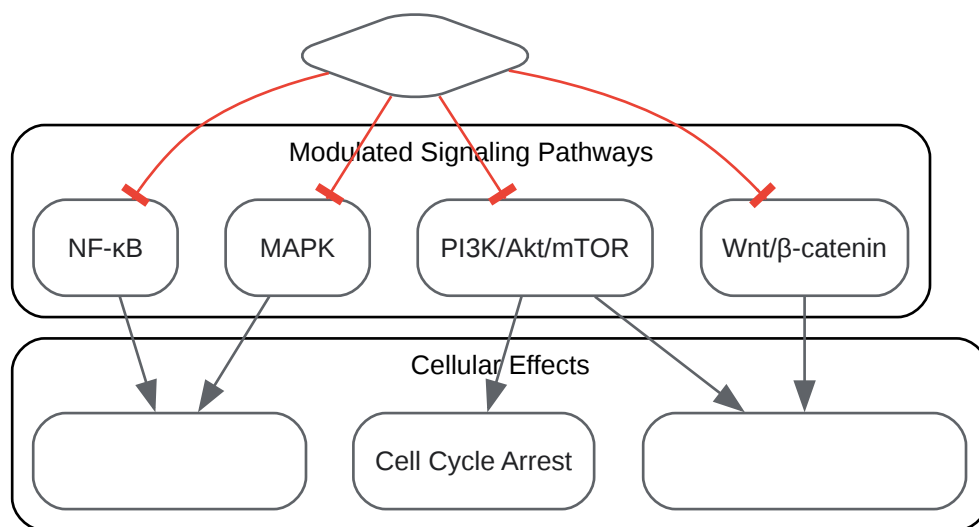 Modulated Signaling Pathways
NF-κB
MAPK
PI3K/Akt/mTOR
Wnt/β-catenin
Cellular Effects
Cell Cycle Arrest